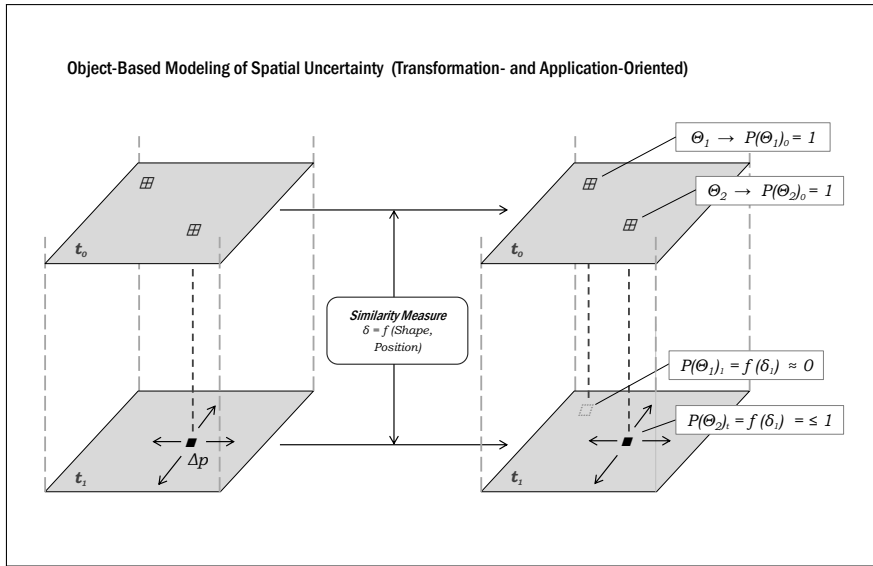 Object-Based Modeling of Spatial Uncertainty (Transformation- and Application-Oriented)
Θ₁ → P(Θ₁)₀ = 1
Θ₂ → P(Θ₂)₀ = 1
t₀
t₀
Similarity Measure
δ = f (Shape,
Position)
P(Θ₁)₁ = f (δ₁) ≈ 0
P(Θ₂)ₜ = f (δ₁) = ≤ 1
Δp
t₁
t₁